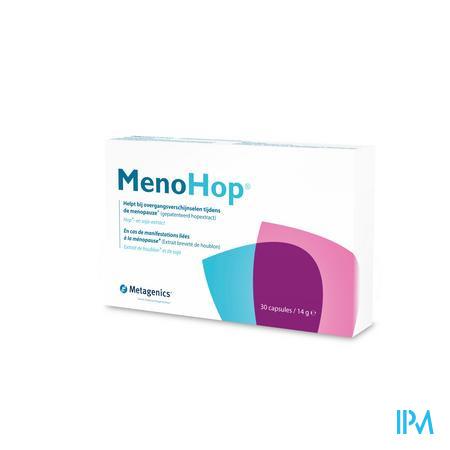 MenoHop®
Helpt bij overgangsverschijnselen tijdens
de menopauze* (gepatenteerd hopextract)
Hop*- en soja-extract
En cas de manifestations liées
à la ménopause* (Extrait breveté de houblon)
Extrait de houblon* et de soja
Metagenics®
30 capsules / 14 g e
IPM